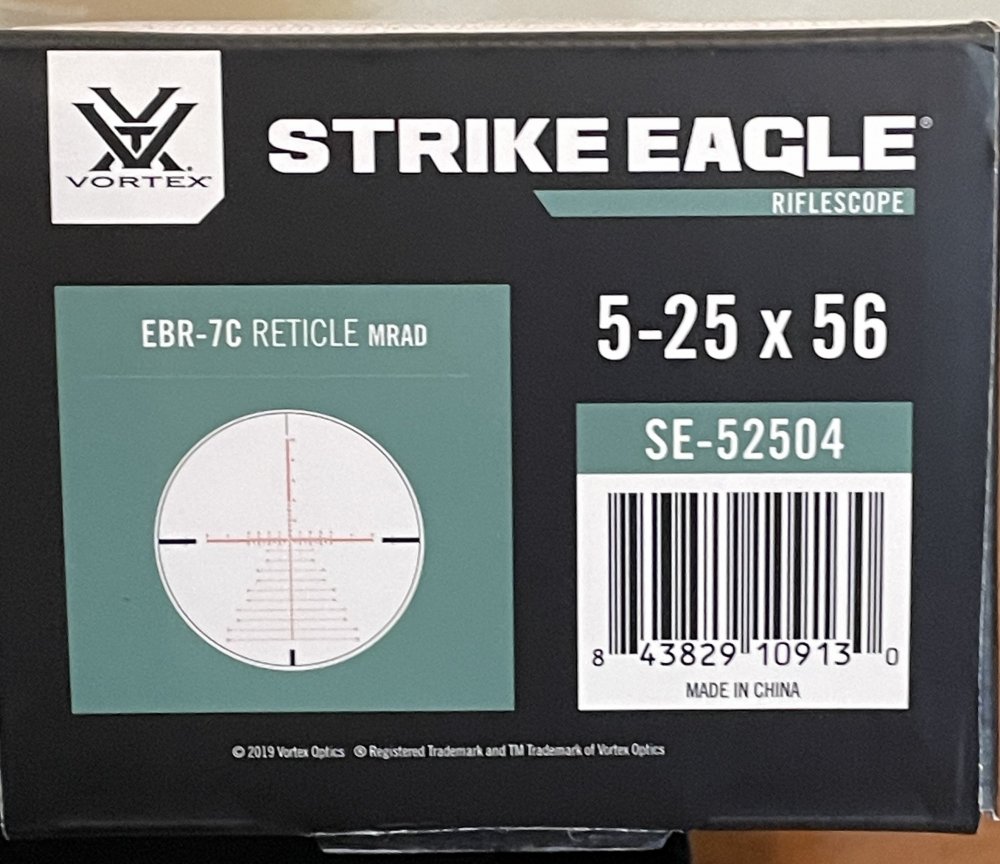 VORTEX®
STRIKE EAGLE®
RIFLESCOPE
EBR-7C RETICLE MRAD
5-25 x 56
SE-52504
8 43829 10913 0
MADE IN CHINA
© 2019 Vortex Optics ® Registered Trademark and TM Trademark of Vortex Optics